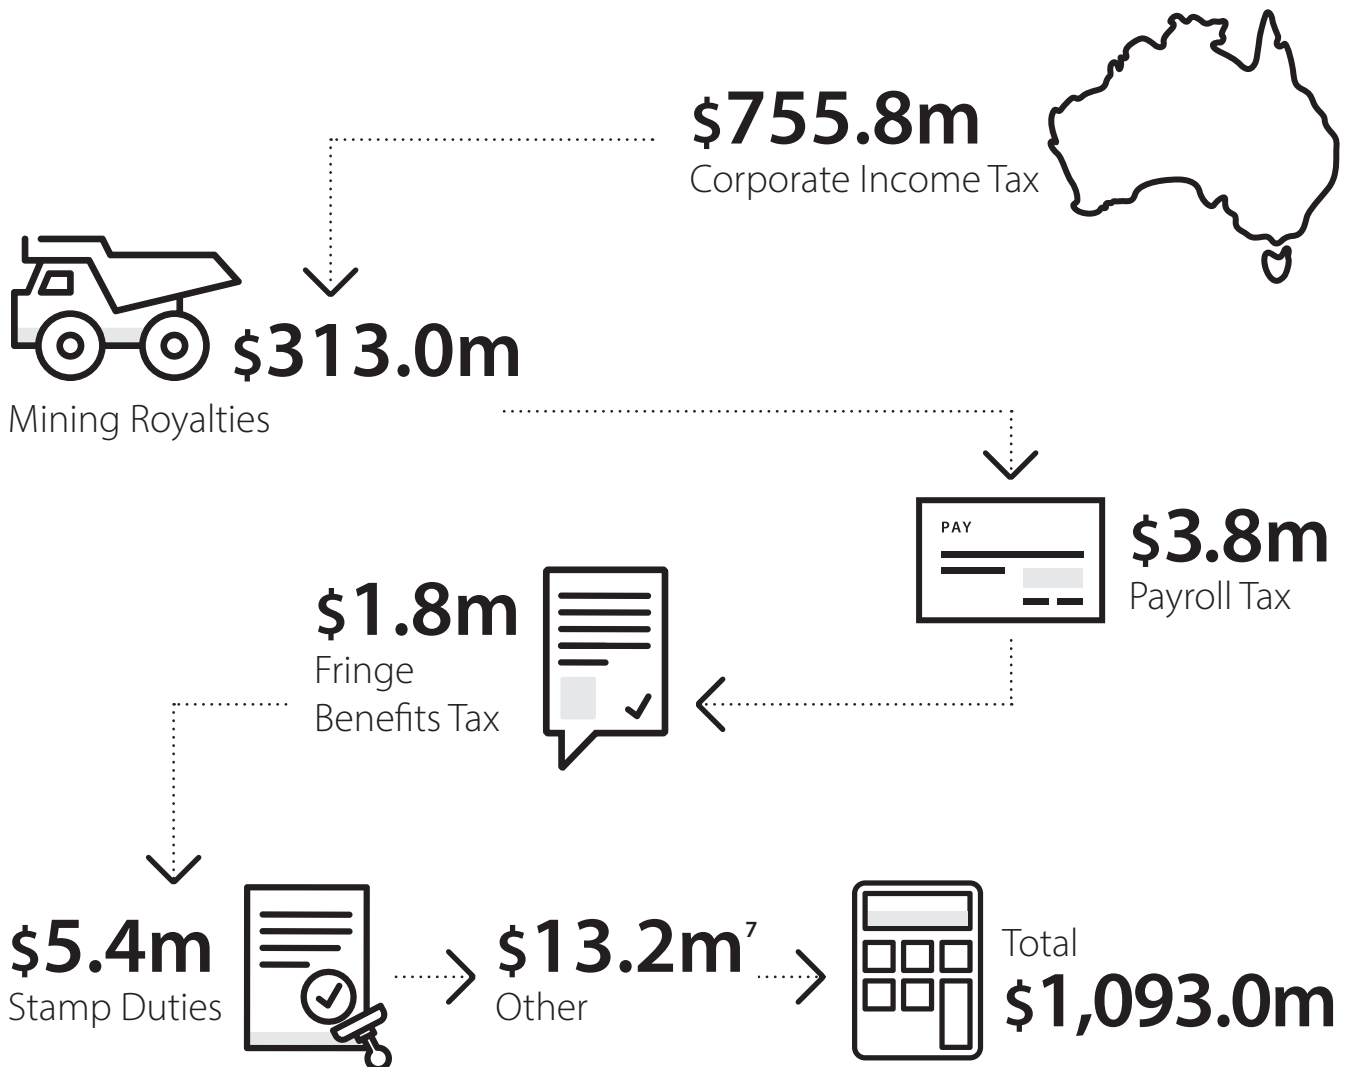 $755.8m
Corporate Income Tax
$313.0m
Mining Royalties
PAY
$3.8m
Payroll Tax
$1.8m
Fringe
Benefits Tax
$5.4m
Stamp Duties
$13.2m⁷
Other
Total
$1,093.0m